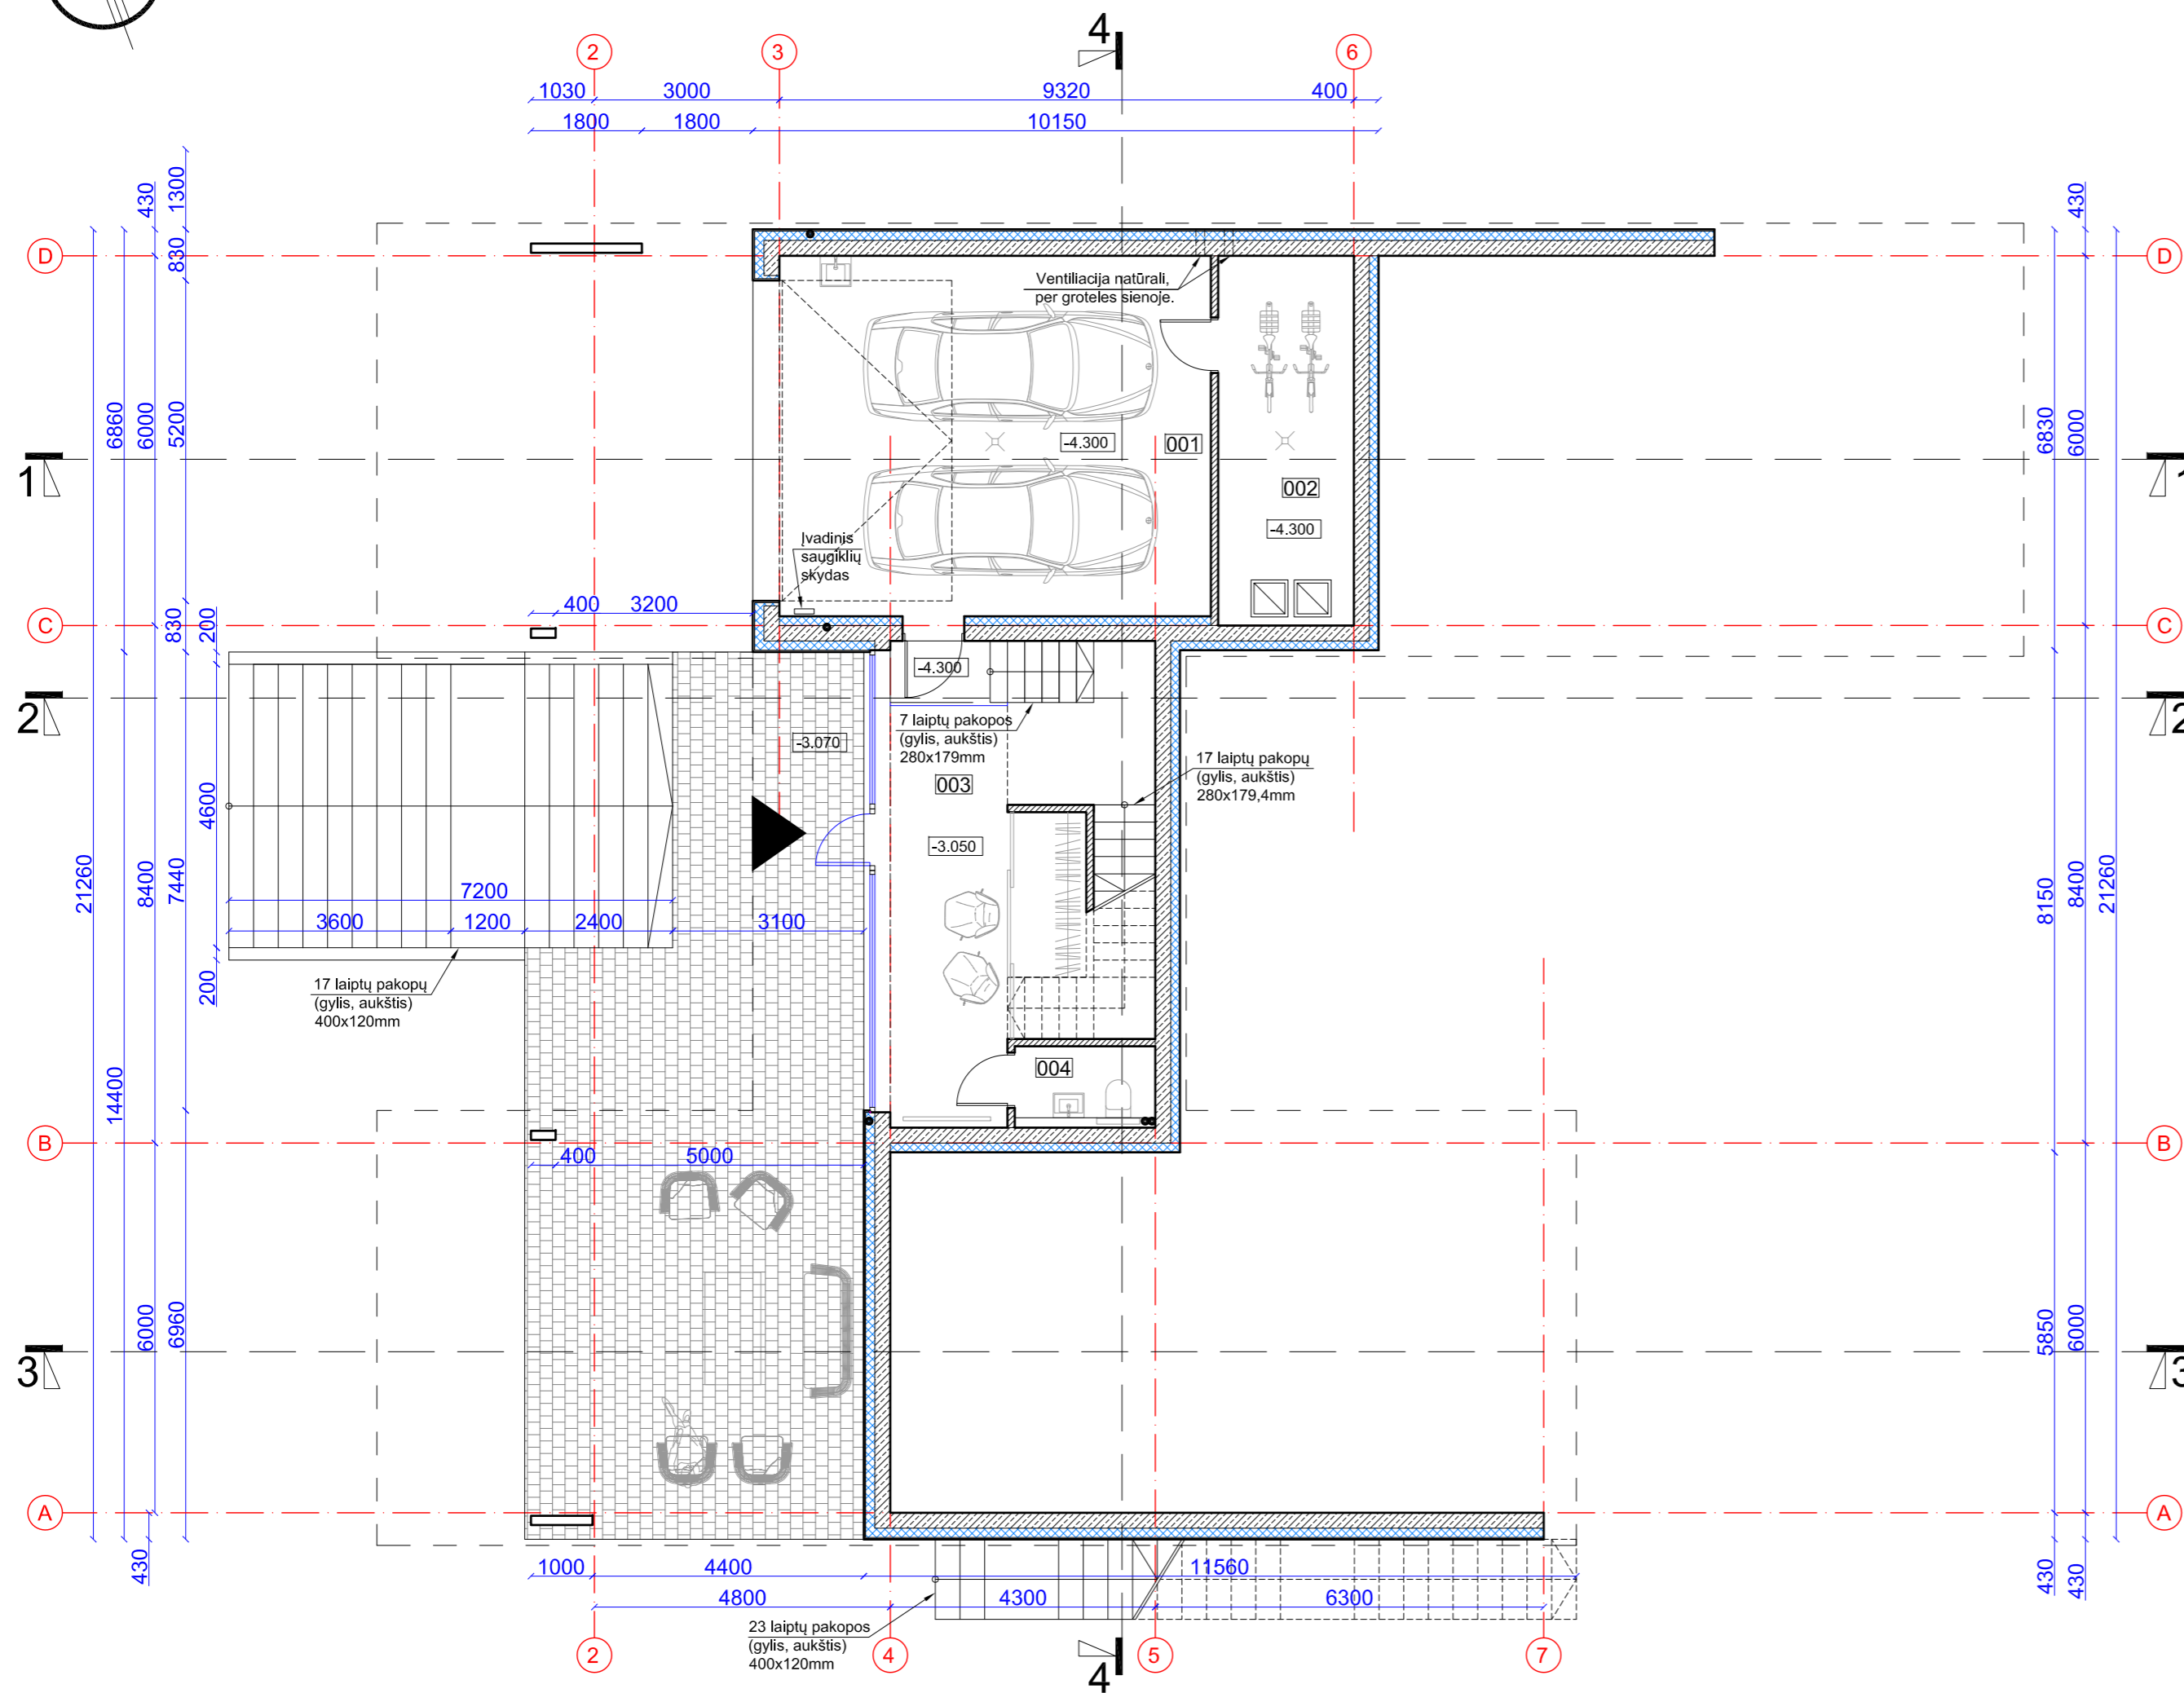 4
2
3
6
1030
3000
9320
400
1800
1800
10150
430
1300
830
430
D
D
Ventiliacija natūrali,
per groteles sienoje.
6860
6000
5200
6830
6000
-4.300
001
1
1
002
-4.300
Įvadinis
saugiklių
skydas
400
3200
830
200
C
C
-4.300
2
2
7 laiptų pakopos
(gylis, aukštis)
280x179mm
-3.070
17 laiptų pakopų
(gylis, aukštis)
280x179,4mm
003
4600
-3.050
21260
8400
7440
8150
8400
21260
7200
3600
1200
2400
3100
200
17 laiptų pakopų
(gylis, aukštis)
400x120mm
004
14400
B
B
400
5000
6000
6960
5850
6000
3
3
A
A
430
430
430
1000
4400
11560
4800
4300
6300
23 laiptų pakopos
(gylis, aukštis)
400x120mm
2
4
5
7
4